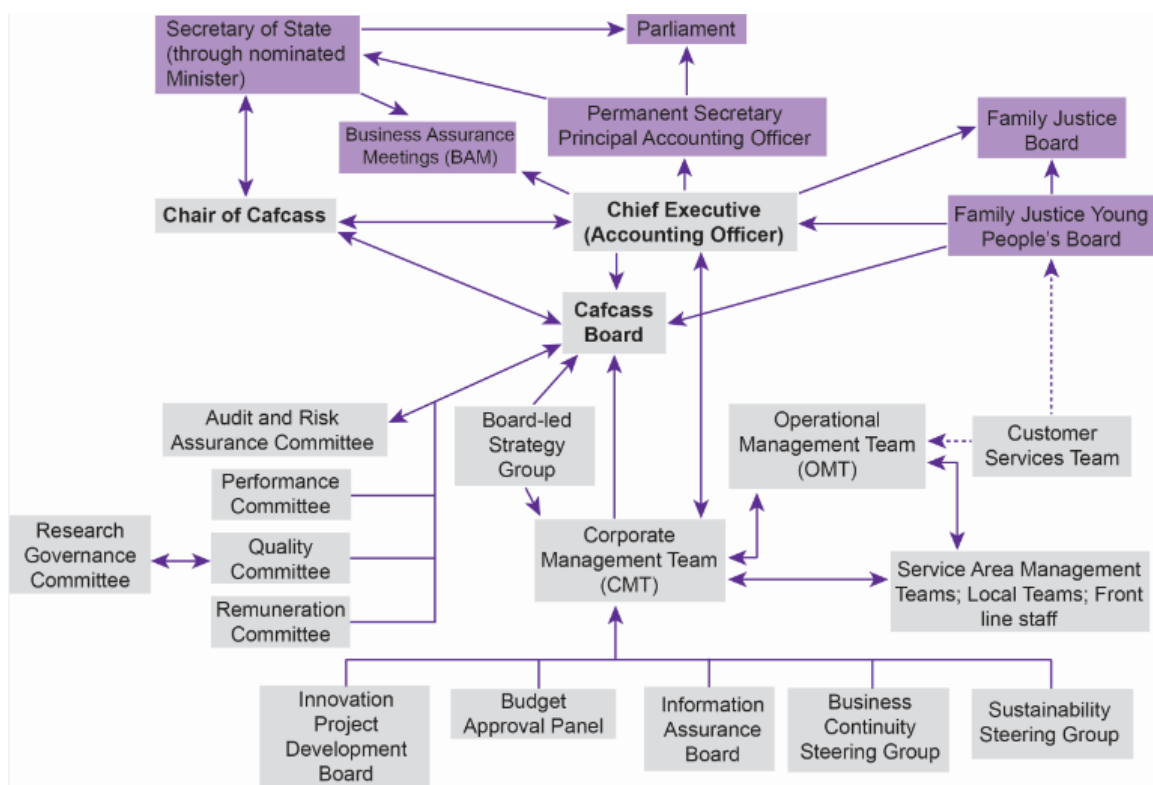 Secretary of State
(through nominated
Minister)
Parliament
Permanent Secretary
Principal Accounting Officer
Business Assurance
Meetings (BAM)
Family Justice
Board
Chair of Cafcass
Chief Executive
(Accounting Officer)
Family Justice Young
People's Board
Cafcass
Board
Audit and Risk
Assurance Committee
Board-led
Strategy
Group
Operational
Management Team
(OMT)
Customer
Services Team
Performance
Committee
Research
Governance
Committee
Quality
Committee
Corporate
Management Team
(CMT)
Service Area Management
Teams; Local Teams; Front
line staff
Remuneration
Committee
Innovation
Project
Development
Board
Budget
Approval Panel
Information
Assurance
Board
Business
Continuity
Steering Group
Sustainability
Steering Group